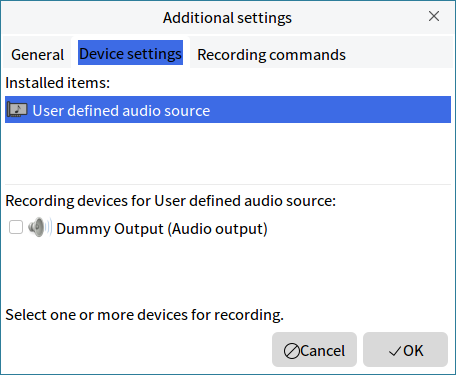 Additional settings
General
Device settings
Recording commands
Installed items:
User defined audio source
Recording devices for User defined audio source:
Dummy Output (Audio output)
Select one or more devices for recording.
Cancel
OK